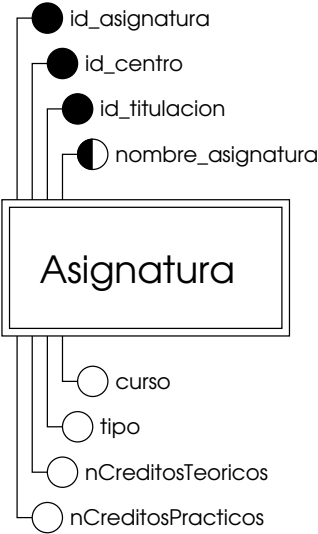 id_asignatura
id_centro
id_titulacion
nombre_asignatura
Asignatura
curso
tipo
nCreditosTeoricos
nCreditosPracticos